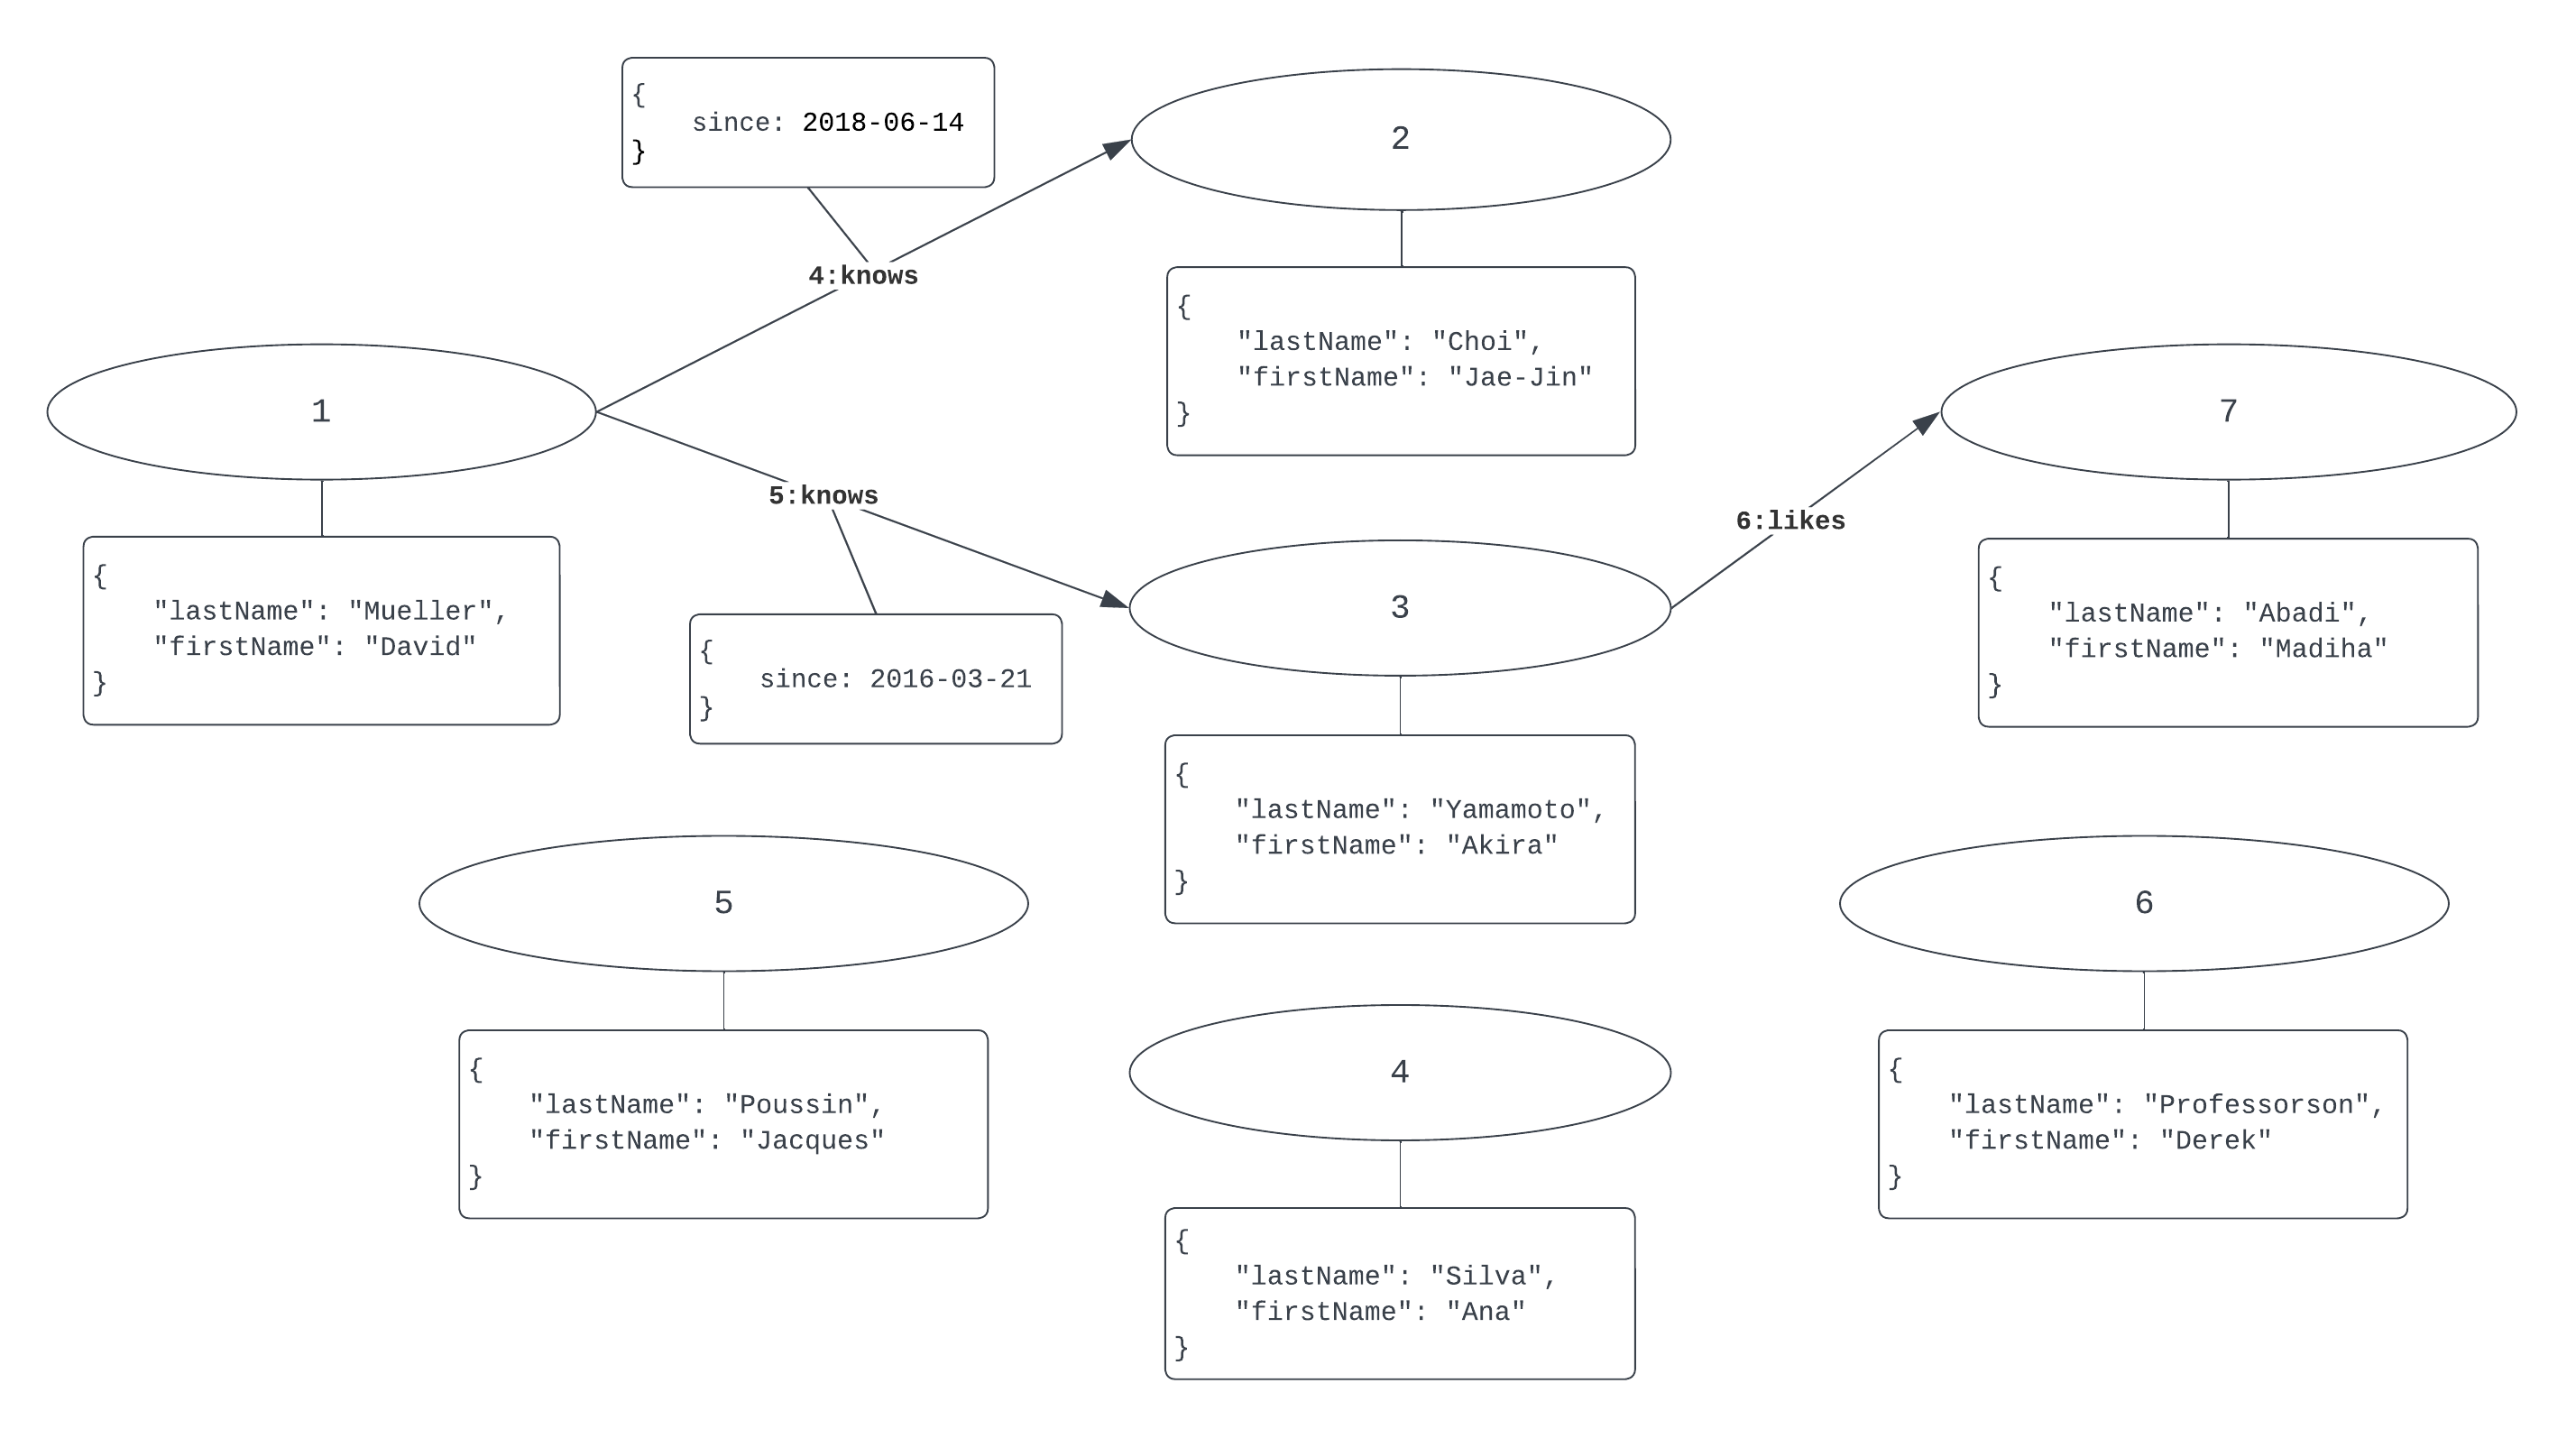 {
since: 2018-06-14
}
2
4:knows
{
"lastName": "Choi",
"firstName": "Jae-Jin"
}
1
7
5:knows
6:likes
{
"lastName": "Mueller",
"firstName": "David"
}
{
since: 2016-03-21
}
3
{
"lastName": "Abadi",
"firstName": "Madiha"
}
{
"lastName": "Yamamoto",
"firstName": "Akira"
}
5
6
{
"lastName": "Poussin",
"firstName": "Jacques"
}
4
{
"lastName": "Professorson",
"firstName": "Derek"
}
{
"lastName": "Silva",
"firstName": "Ana"
}